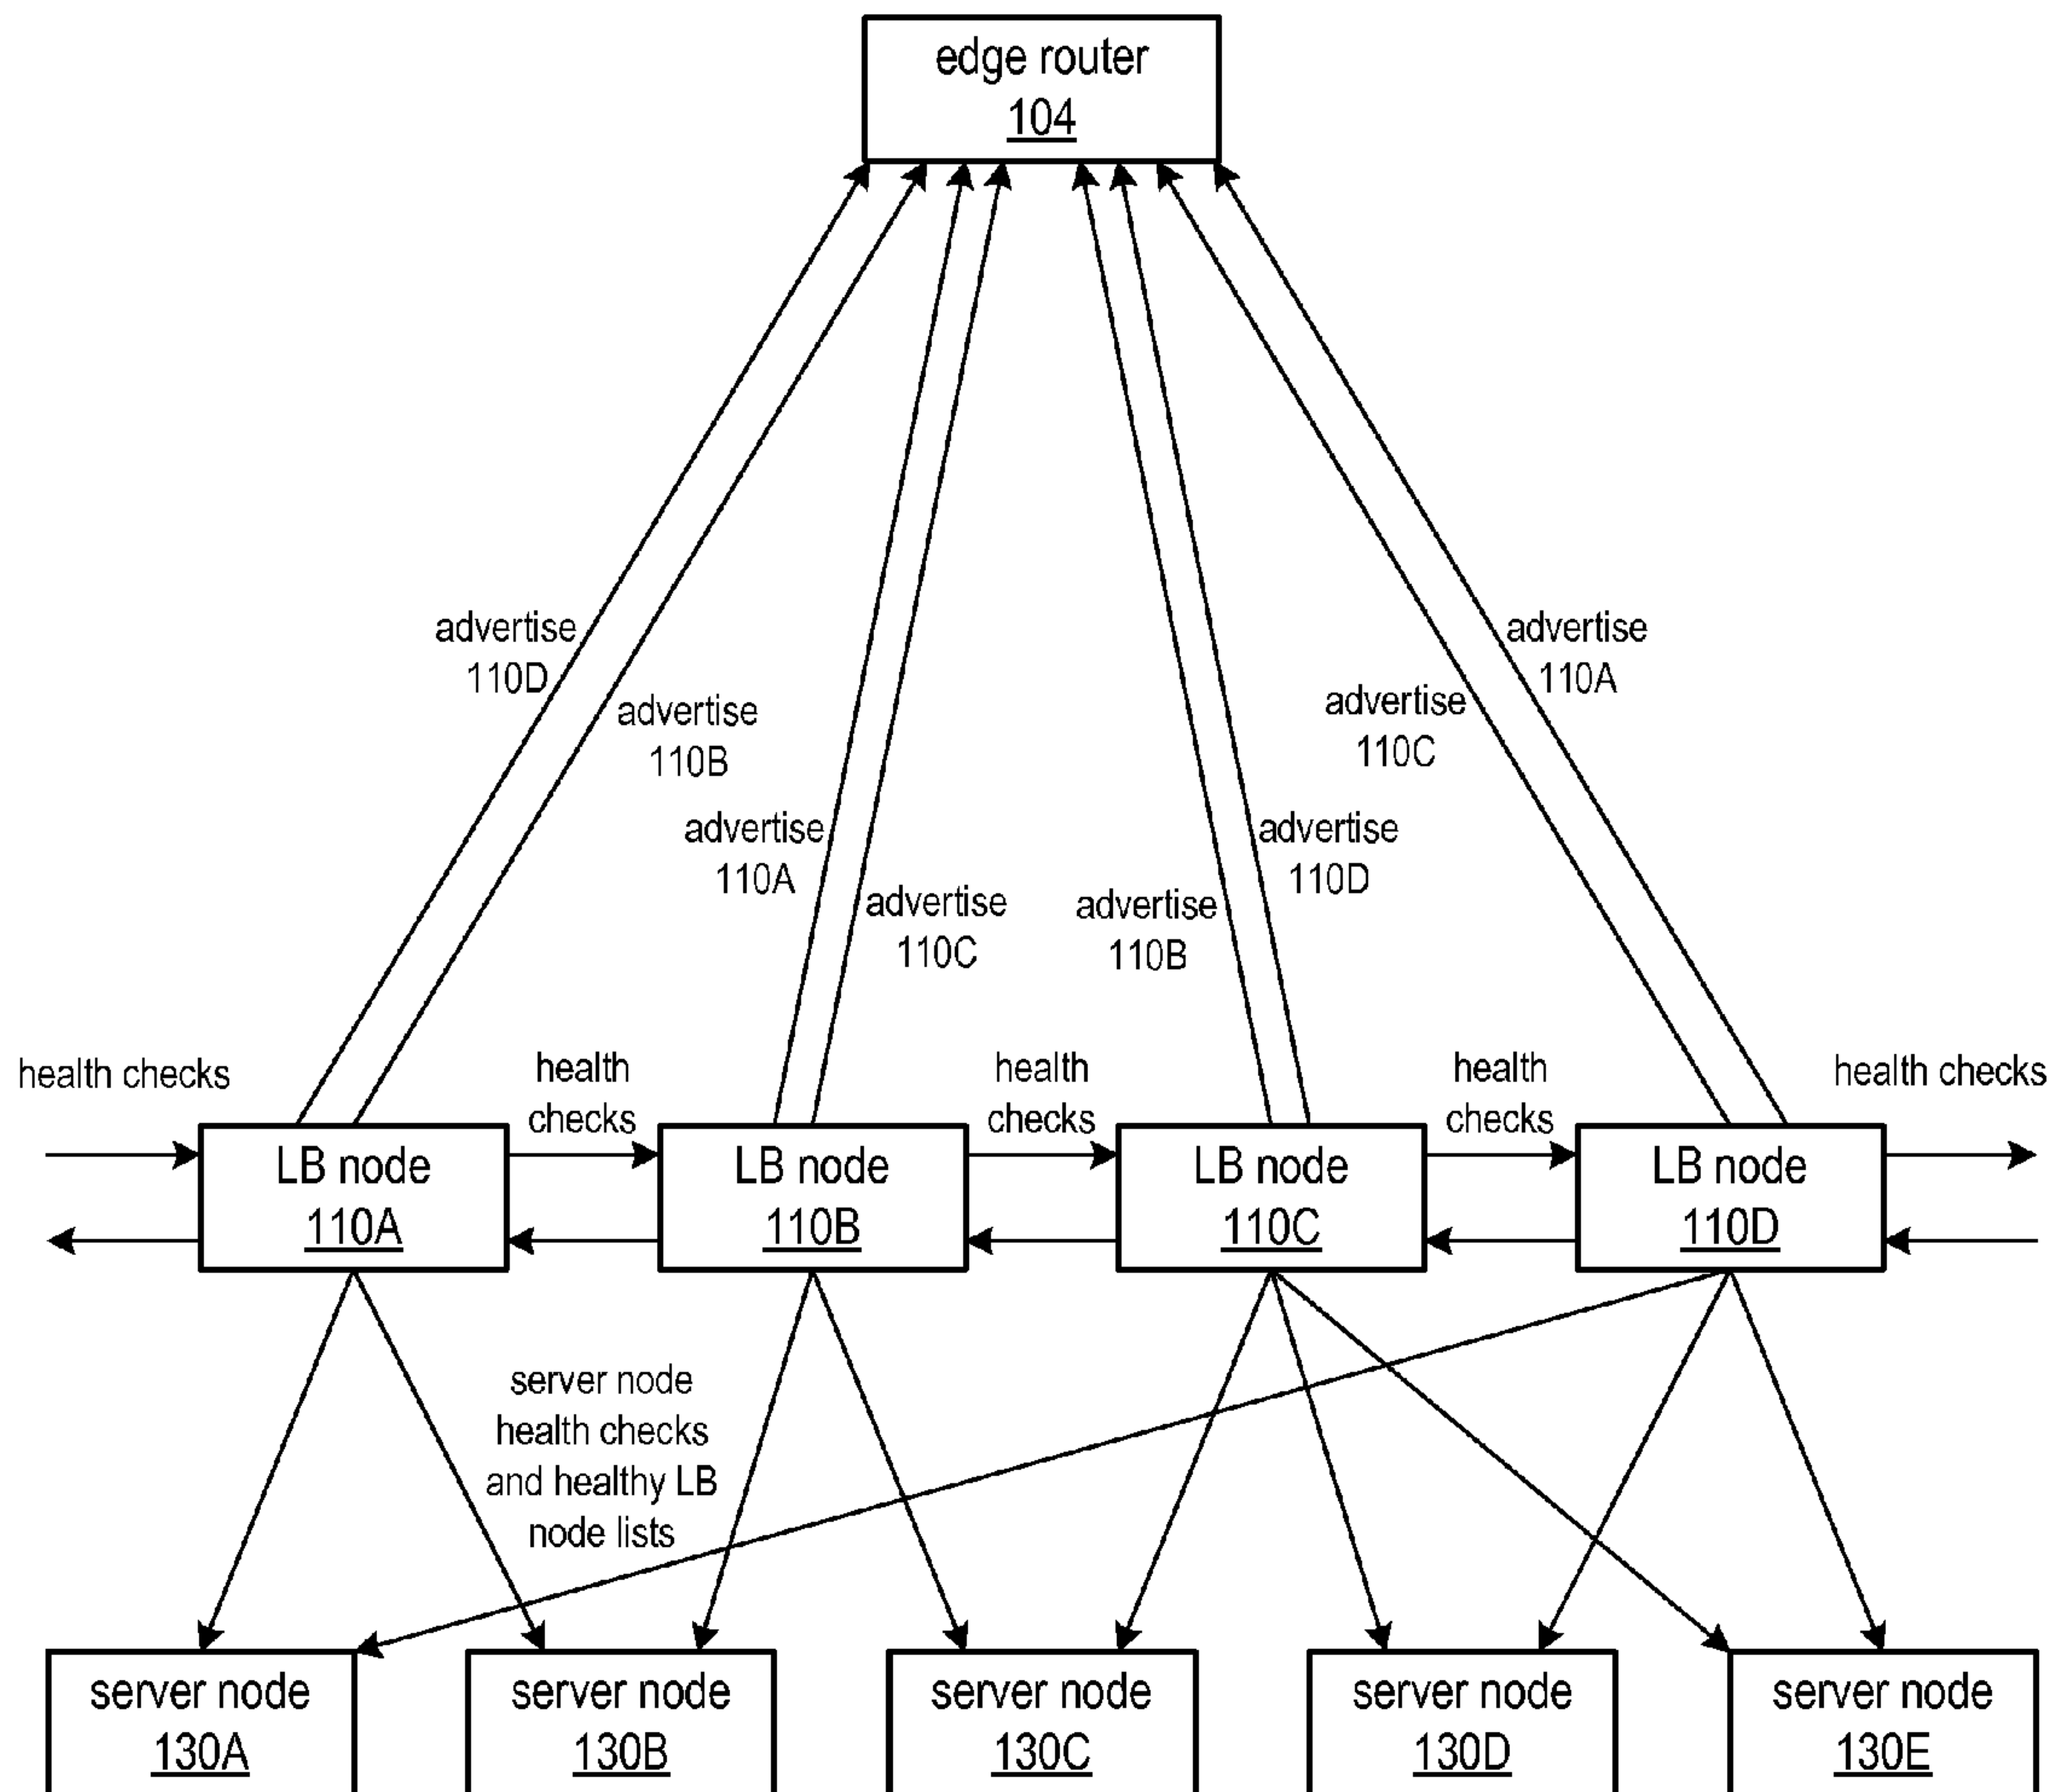 edge router
104
advertise
110D
advertise
110B
advertise
110A
advertise
110C
advertise
110B
advertise
110D
advertise
110C
advertise
110A
health checks
health
checks
health
checks
health
checks
health checks
LB node
110A
LB node
110B
LB node
110C
LB node
110D
server node
health checks
and healthy LB
node lists
server node
130A
server node
130B
server node
130C
server node
130D
server node
130E